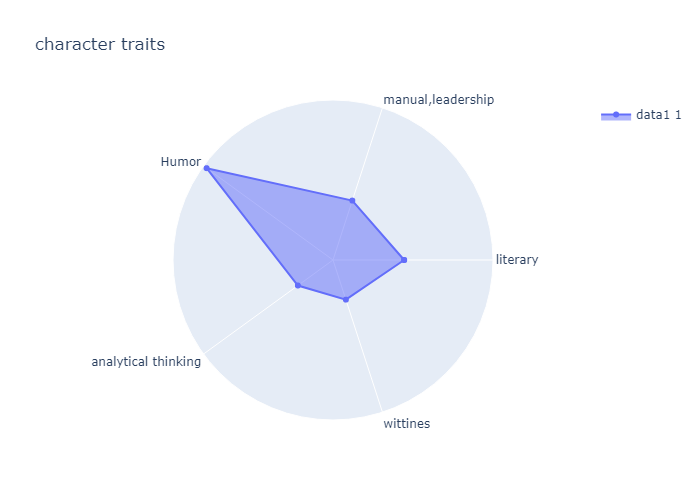 character traits
manual,leadership
data1 1
Humor
literary
analytical thinking
wittines